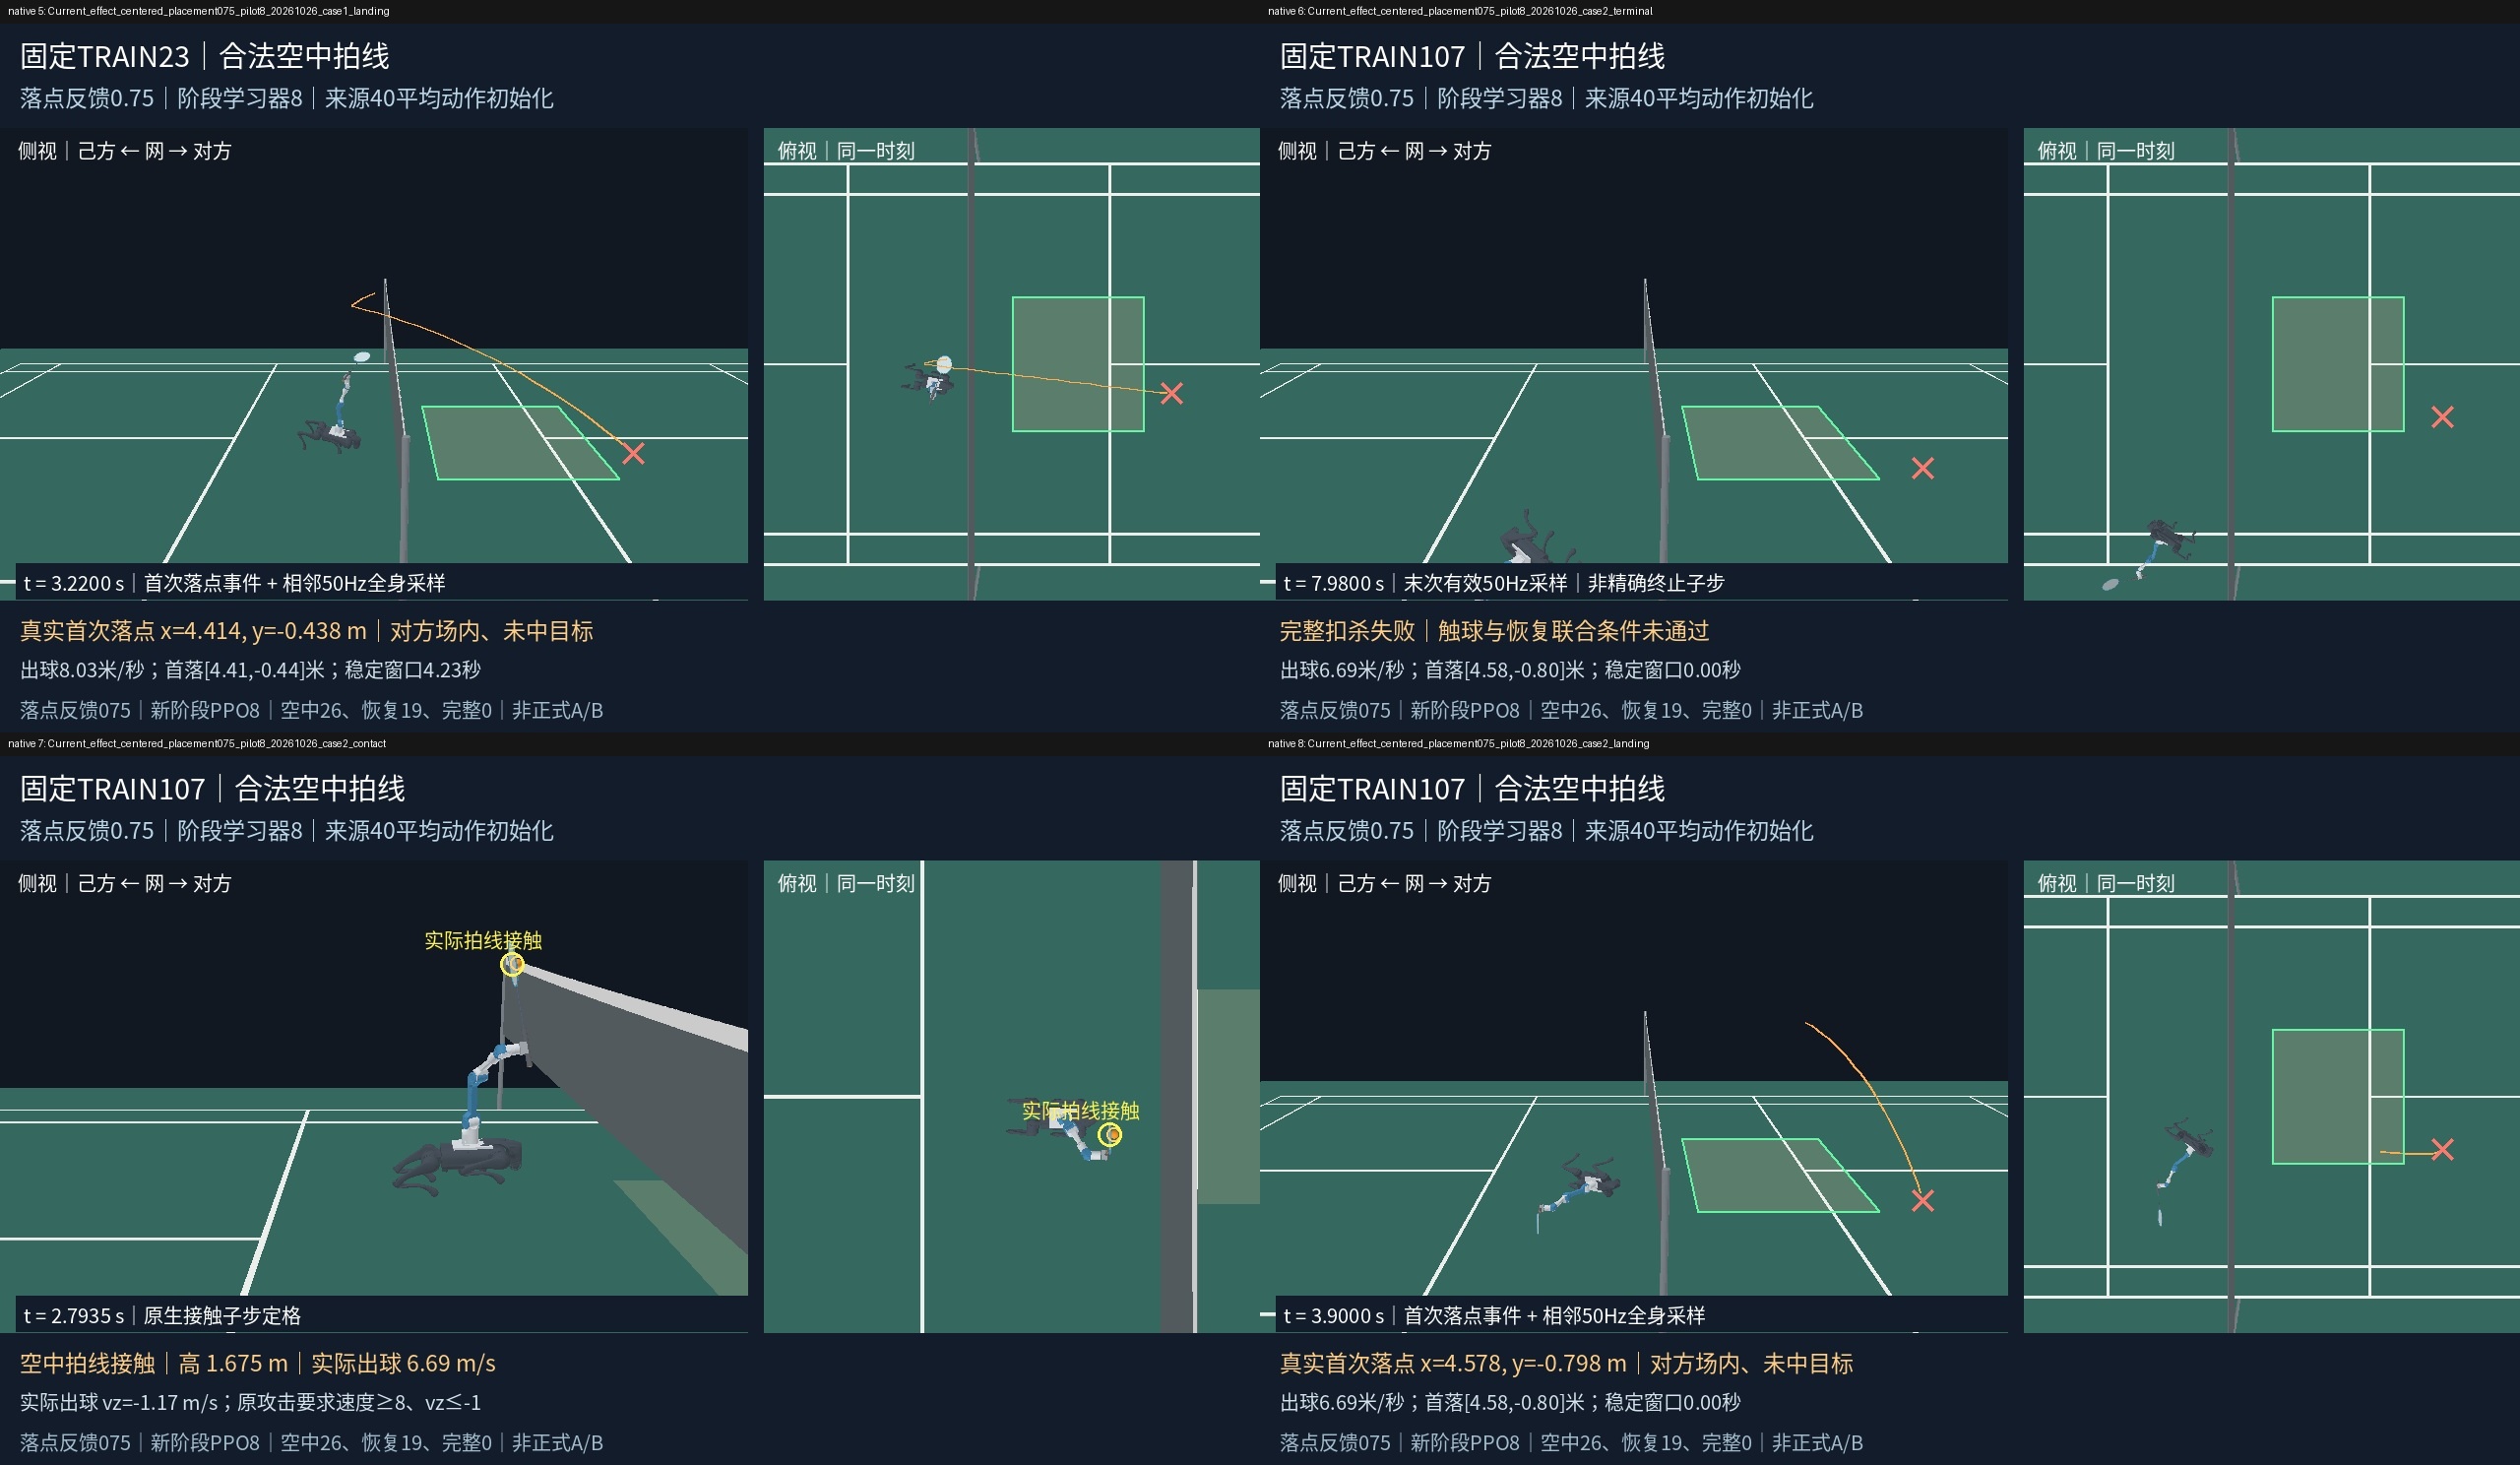 native 5: Current_effect_centered_placement075_pilot8_20261026_case1_landing
固定TRAIN23｜合法空中拍线
落点反馈0.75｜阶段学习器8｜来源40平均动作初始化
侧视｜己方 ← 网 → 对方
俯视｜同一时刻
t = 3.2200 s｜首次落点事件 + 相邻50Hz全身采样
真实首次落点 x=4.414, y=-0.438 m｜对方场内、未中目标
出球8.03米/秒；首落[4.41,-0.44]米；稳定窗口4.23秒
落点反馈075｜新阶段PPO8｜空中26、恢复19、完整0｜非正式A/B
native 6: Current_effect_centered_placement075_pilot8_20261026_case2_terminal
固定TRAIN107｜合法空中拍线
落点反馈0.75｜阶段学习器8｜来源40平均动作初始化
侧视｜己方 ← 网 → 对方
俯视｜同一时刻
t = 7.9800 s｜末次有效50Hz采样｜非精确终止子步
完整扣杀失败｜触球与恢复联合条件未通过
出球6.69米/秒；首落[4.58,-0.80]米；稳定窗口0.00秒
落点反馈075｜新阶段PPO8｜空中26、恢复19、完整0｜非正式A/B
native 7: Current_effect_centered_placement075_pilot8_20261026_case2_contact
固定TRAIN107｜合法空中拍线
落点反馈0.75｜阶段学习器8｜来源40平均动作初始化
侧视｜己方 ← 网 → 对方
实际拍线接触
俯视｜同一时刻
实际拍线接触
t = 2.7935 s｜原生接触子步定格
空中拍线接触｜高 1.675 m｜实际出球 6.69 m/s
实际出球 vz=-1.17 m/s；原攻击要求速度≥8、vz≤-1
落点反馈075｜新阶段PPO8｜空中26、恢复19、完整0｜非正式A/B
native 8: Current_effect_centered_placement075_pilot8_20261026_case2_landing
固定TRAIN107｜合法空中拍线
落点反馈0.75｜阶段学习器8｜来源40平均动作初始化
侧视｜己方 ← 网 → 对方
俯视｜同一时刻
t = 3.9000 s｜首次落点事件 + 相邻50Hz全身采样
真实首次落点 x=4.578, y=-0.798 m｜对方场内、未中目标
出球6.69米/秒；首落[4.58,-0.80]米；稳定窗口0.00秒
落点反馈075｜新阶段PPO8｜空中26、恢复19、完整0｜非正式A/B